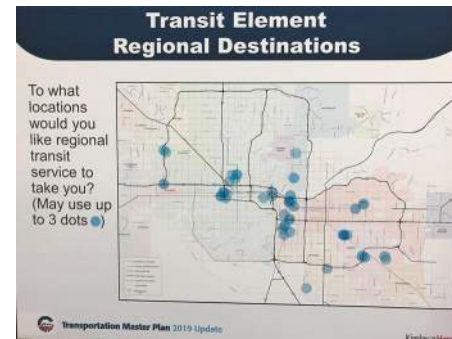 Transit Element
Regional Destinations
To what
locations
would you
like regional
transit
service to
take you?
(May use up
to 3 dots )
Transportation Master Plan 2019 Update